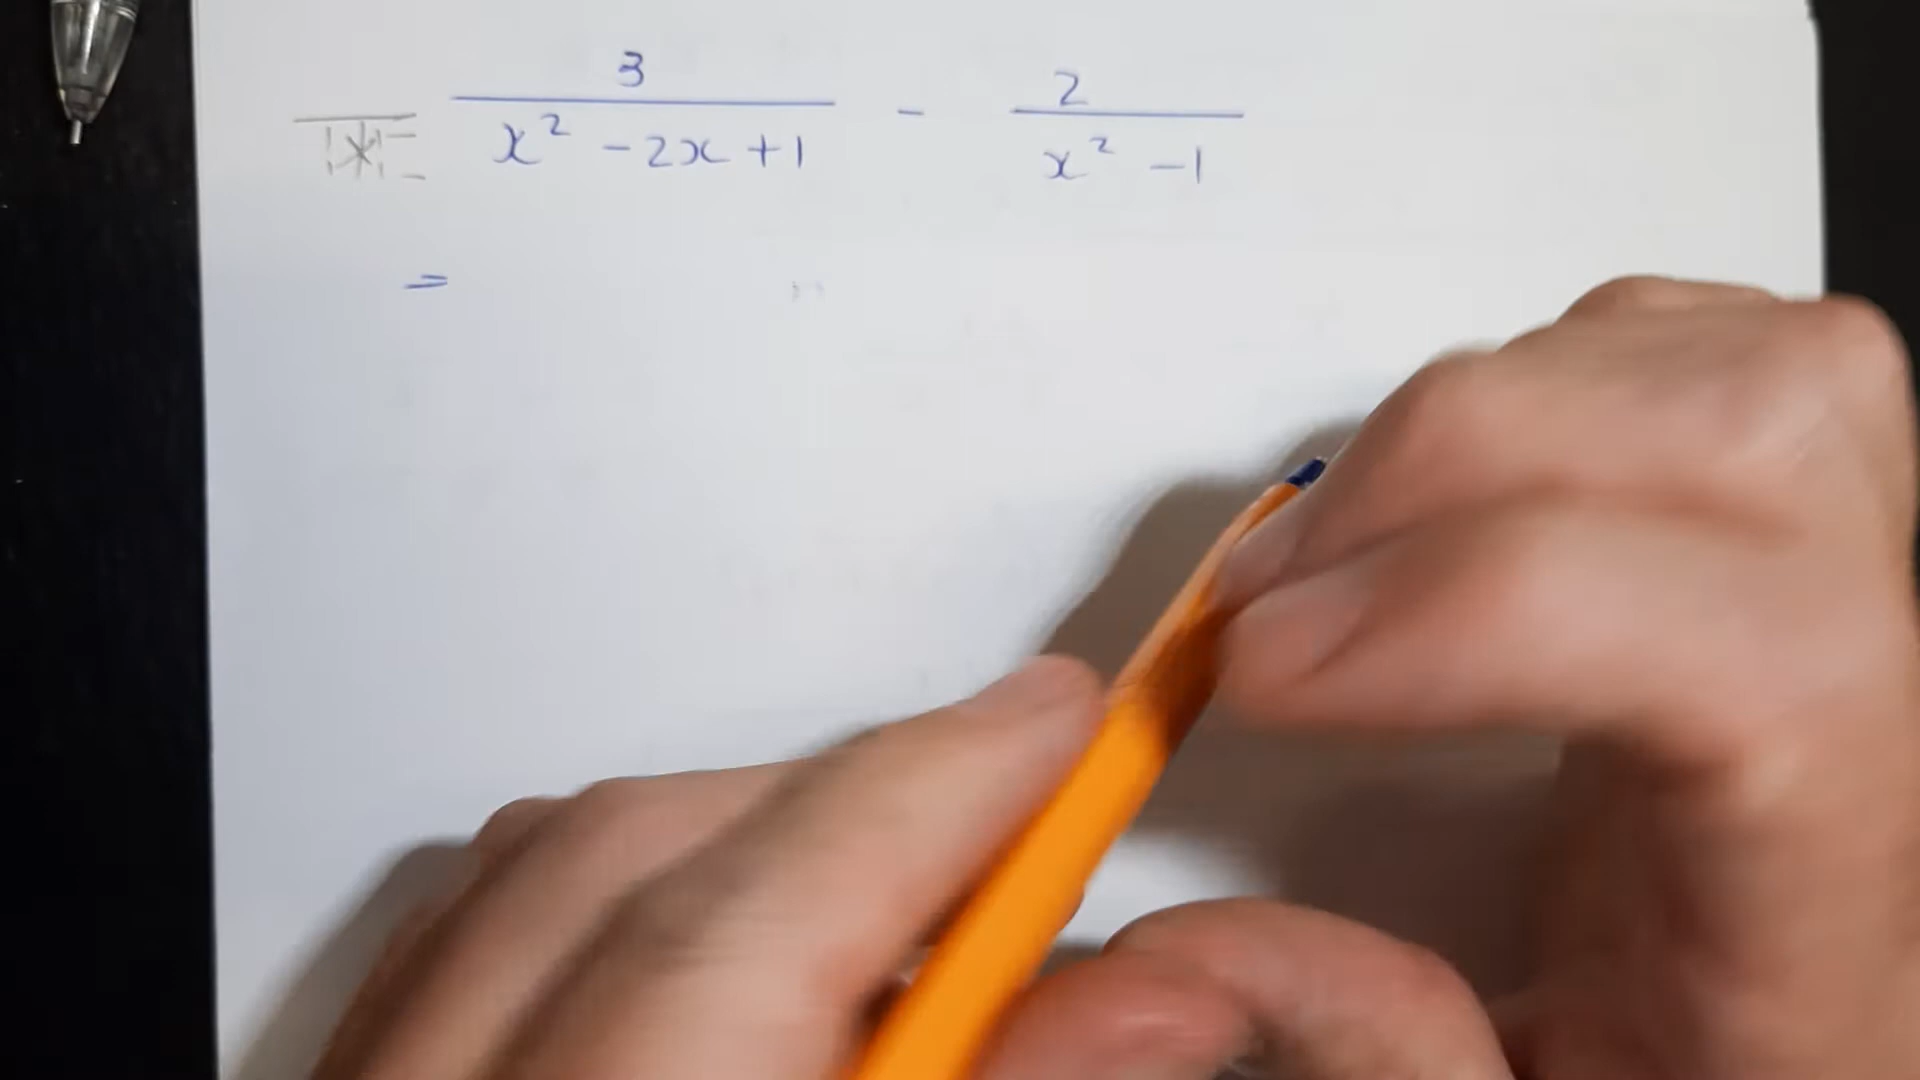 3/(x² - 2x + 1) - 2/(x² - 1)
=